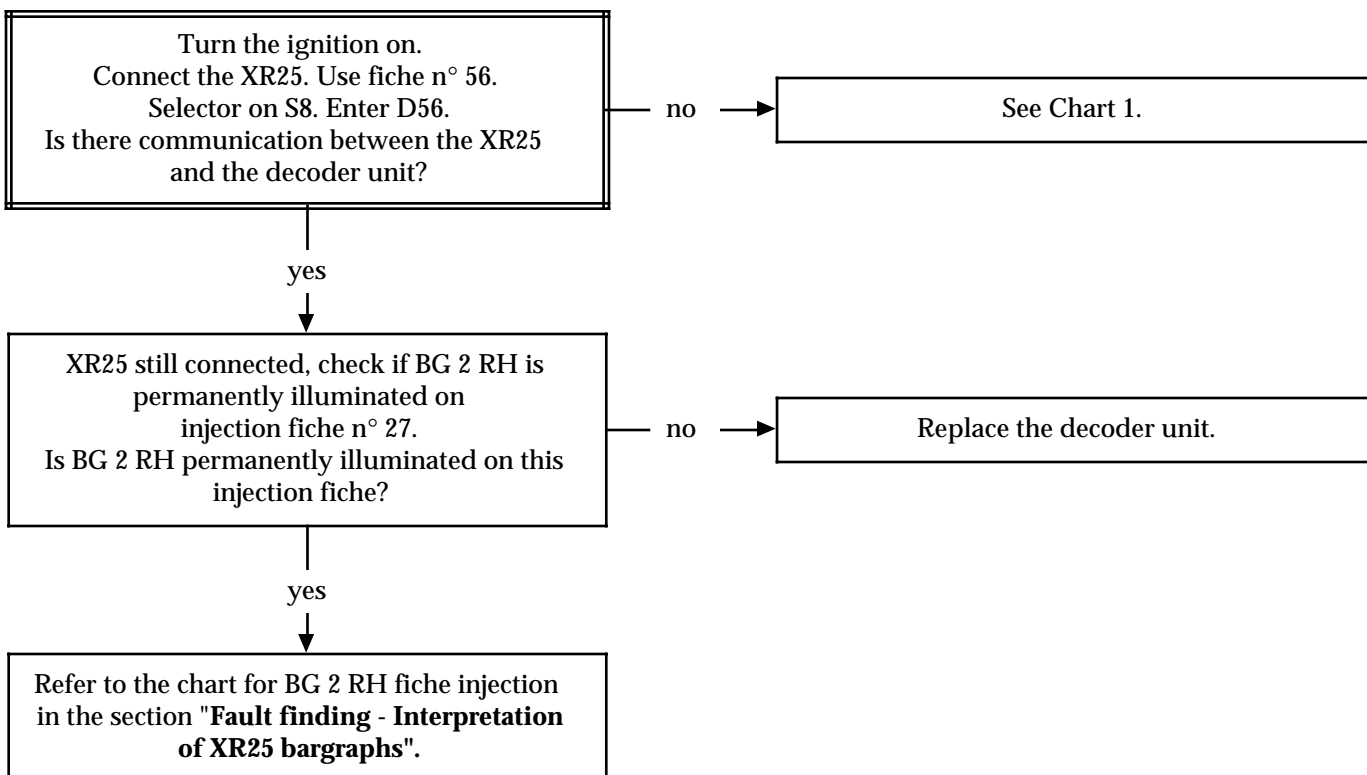 Turn the ignition on.
Connect the XR25. Use fiche n° 56.
Selector on S8. Enter D56.
Is there communication between the XR25
and the decoder unit?
no
See Chart 1.
yes
XR25 still connected, check if BG 2 RH is
permanently illuminated on
injection fiche n° 27.
Is BG 2 RH permanently illuminated on this
injection fiche?
no
Replace the decoder unit.
yes
Refer to the chart for BG 2 RH fiche injection
in the section "Fault finding - Interpretation
of XR25 bargraphs".